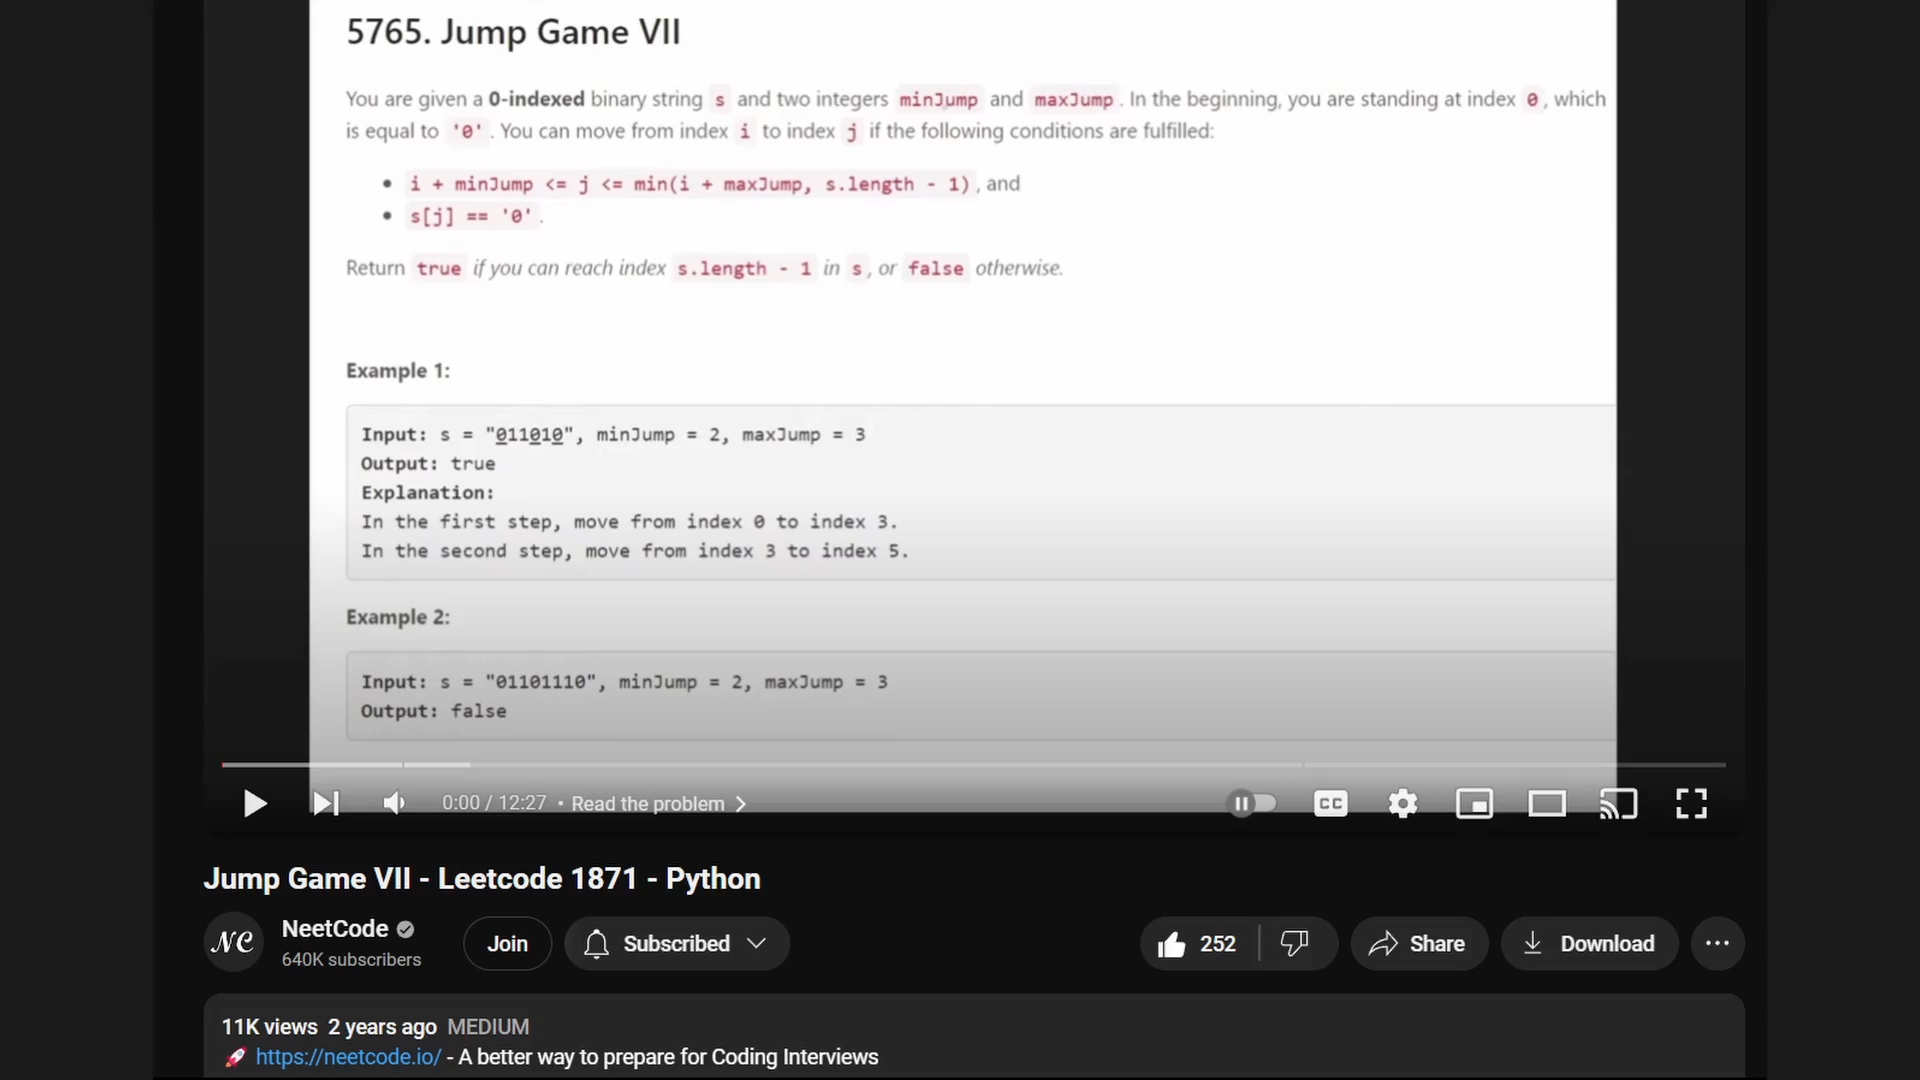 5765. Jump Game VII
You are given a 0-indexed binary string s and two integers minJump and maxJump. In the beginning, you are standing at index 0, which
is equal to '0'. You can move from index i to index j if the following conditions are fulfilled:
• i + minJump <= j <= min(i + maxJump, s.length - 1), and
• s[j] == '0'.
Return true if you can reach index s.length - 1 in s, or false otherwise.
Example 1:
Input: s = "011010", minJump = 2, maxJump = 3
Output: true
Explanation:
In the first step, move from index 0 to index 3.
In the second step, move from index 3 to index 5.
Example 2:
Input: s = "01101110", minJump = 2, maxJump = 3
Output: false
0:00 / 12:27 • Read the problem >
CC
Jump Game VII - Leetcode 1871 - Python
NC
NeetCode
640K subscribers
Join
Subscribed
252
Share
Download
11K views 2 years ago MEDIUM
🚀 https://neetcode.io/ - A better way to prepare for Coding Interviews